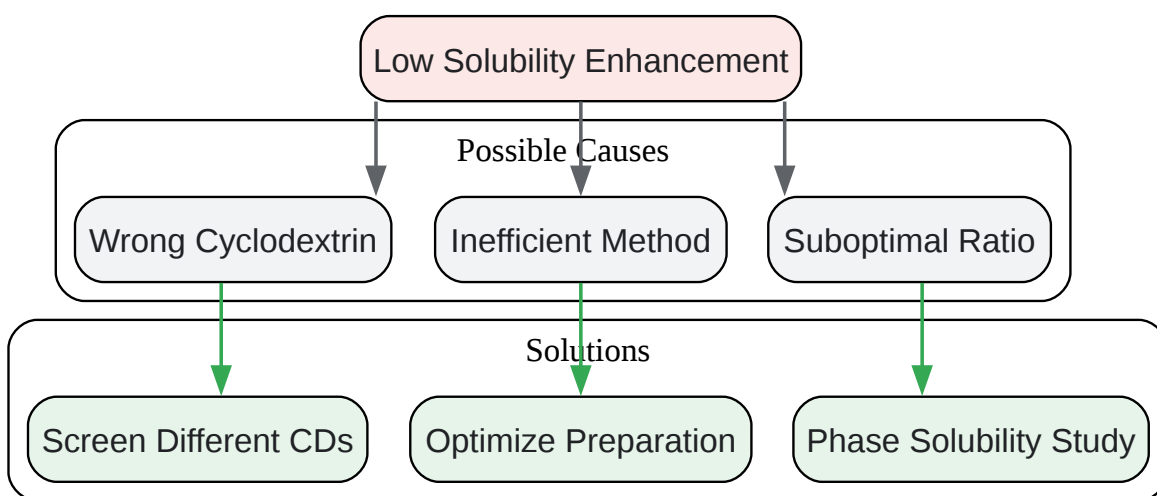 Low Solubility Enhancement
Possible Causes
Wrong Cyclodextrin
Inefficient Method
Suboptimal Ratio
Solutions
Screen Different CDs
Optimize Preparation
Phase Solubility Study